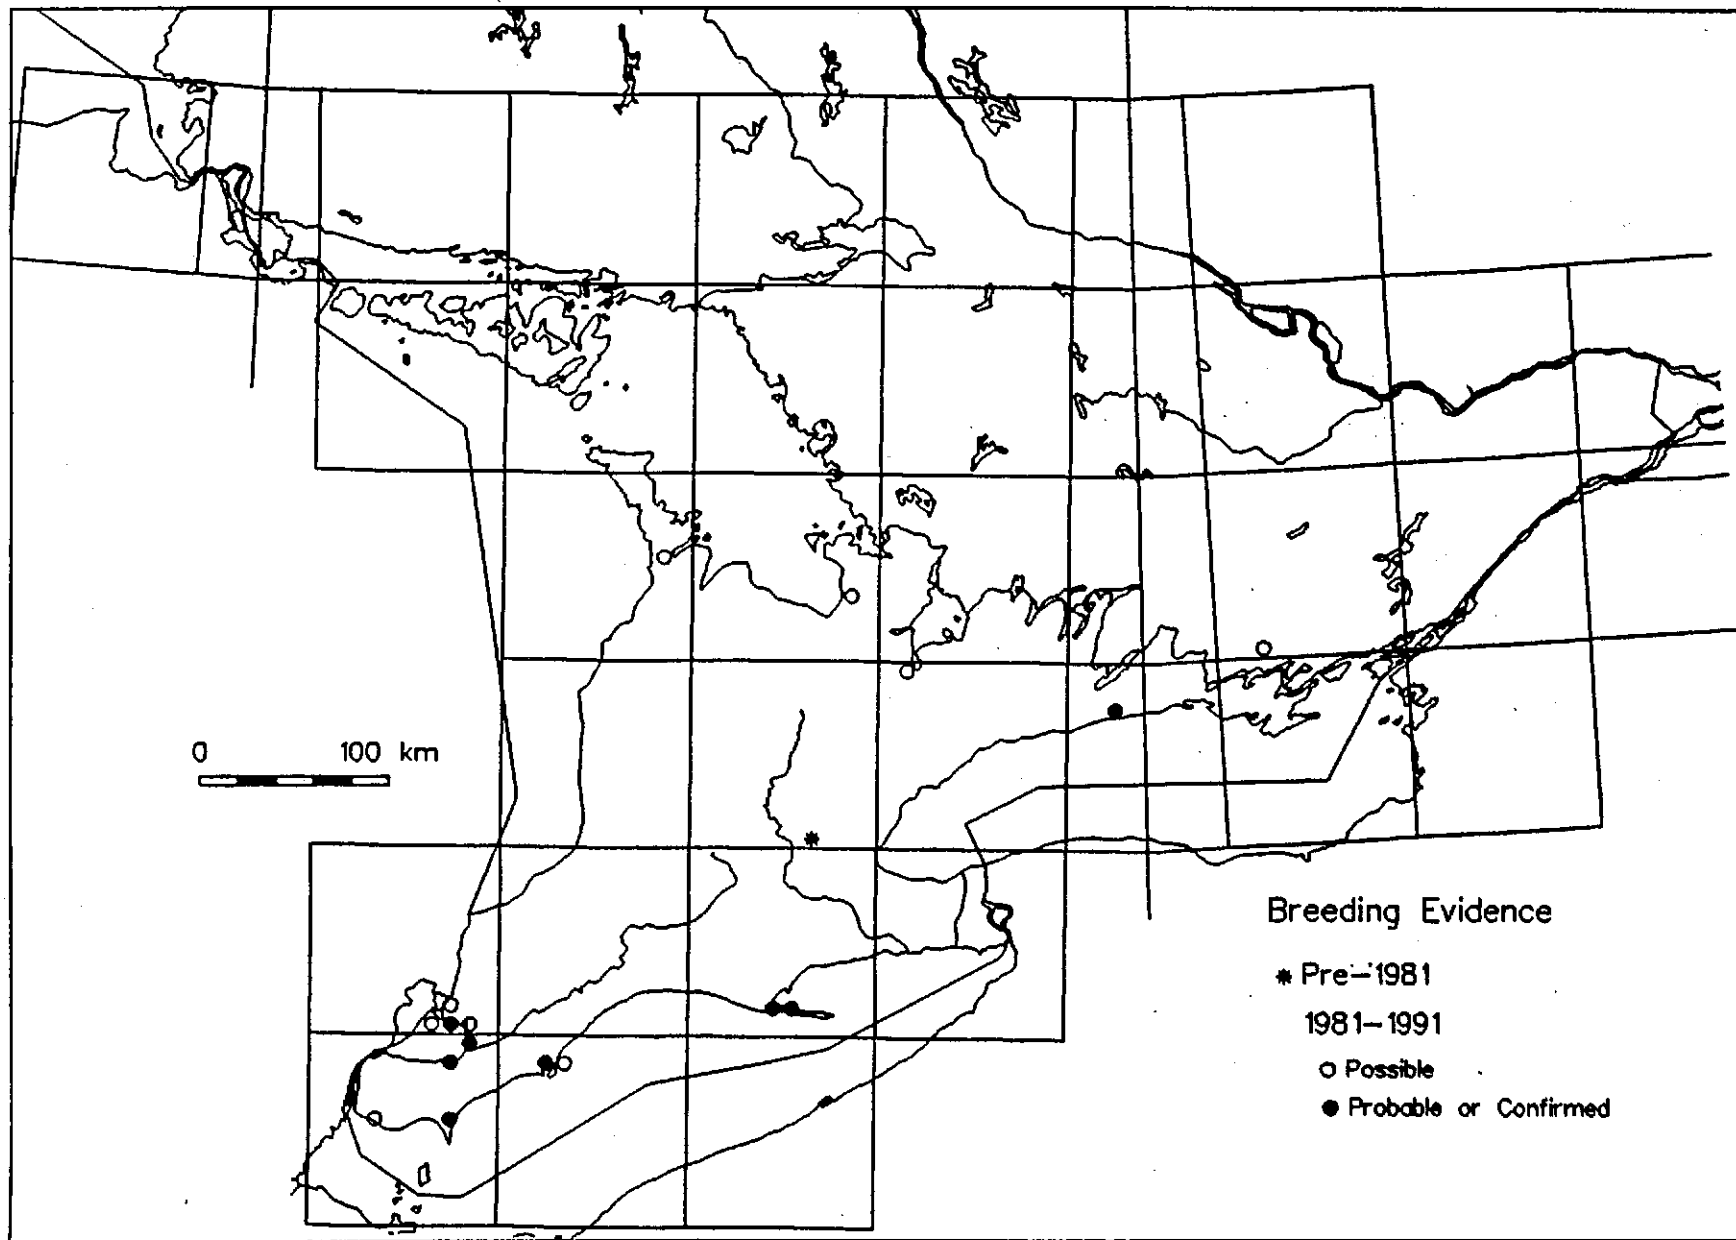 0 100 km
Breeding Evidence
* Pre-1981
1981-1991
○ Possible
● Probable or Confirmed